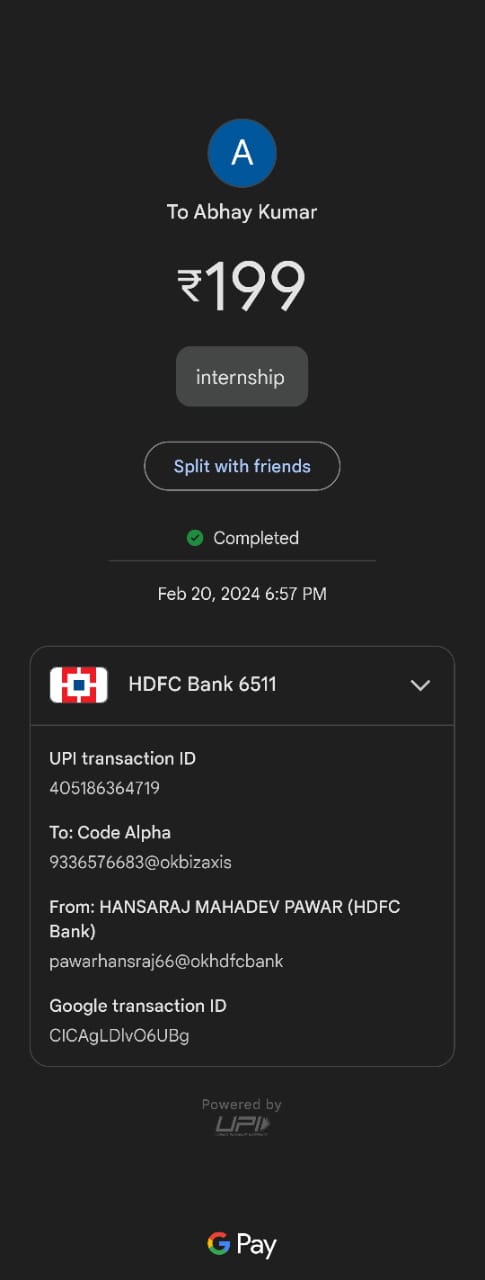 A
To Abhay Kumar
₹199
internship
Split with friends
Completed
Feb 20, 2024 6:57 PM
HDFC Bank 6511
UPI transaction ID
405186364719
To: Code Alpha
9336576683@okbizaxis
From: HANSARAJ MAHADEV PAWAR (HDFC
Bank)
pawarhansraj66@okhdfcbank
Google transaction ID
CICAgLDlvO6UBg
Powered by
UPI
G Pay